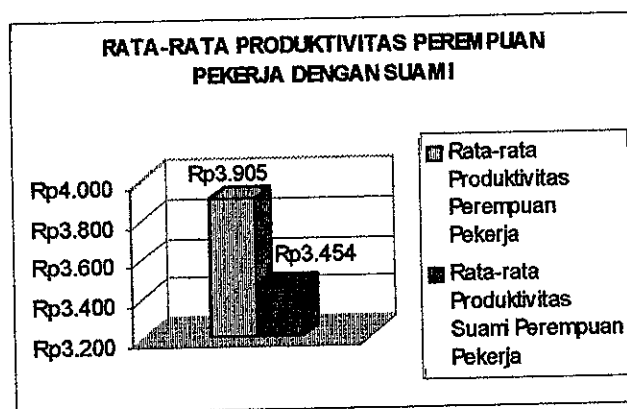 RATA-RATA PRODUKTIVITAS PEREMPUAN
PEKERJA DENGAN SUAMI
Rp4.000
Rp3.800
Rp3.600
Rp3.400
Rp3.200
Rp3.905
Rp3.454
Rata-rata
Produktivitas
Perempuan
Pekerja
Rata-rata
Produktivitas
Suami Perempuan
Pekerja